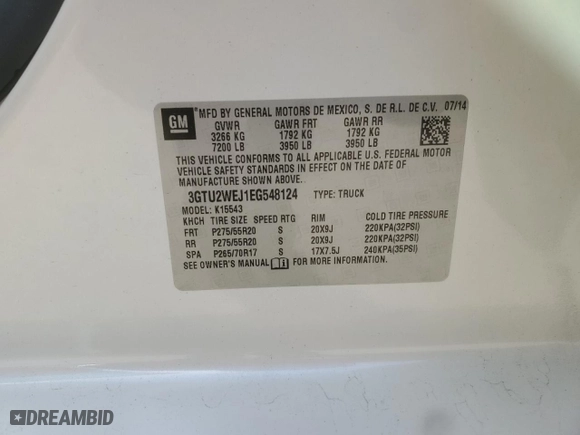 GM
MFD BY GENERAL MOTORS DE MEXICO, S. DE R.L. DE C.V. 07/14
GVWR GAWR FRT GAWR RR
3266 KG 1792 KG 1792 KG
7200 LB 3950 LB 3950 LB
THIS VEHICLE CONFORMS TO ALL APPLICABLE U.S. FEDERAL MOTOR
VEHICLE SAFETY STANDARDS IN EFFECT ON THE DATE OF
MANUFACTURE SHOWN ABOVE.
3GTU2WEJ1EG548124 TYPE: TRUCK
MODEL: K15543
KHCH TIRE SIZE SPEED RTG RIM COLD TIRE PRESSURE
FRT P275/55R20 S 20X9J 220KPA(32PSI)
RR P275/55R20 S 20X9J 220KPA(32PSI)
SPA P265/70R17 S 17X7.5J 240KPA(35PSI)
SEE OWNER'S MANUAL FOR MORE INFORMATION.
DREAMBID